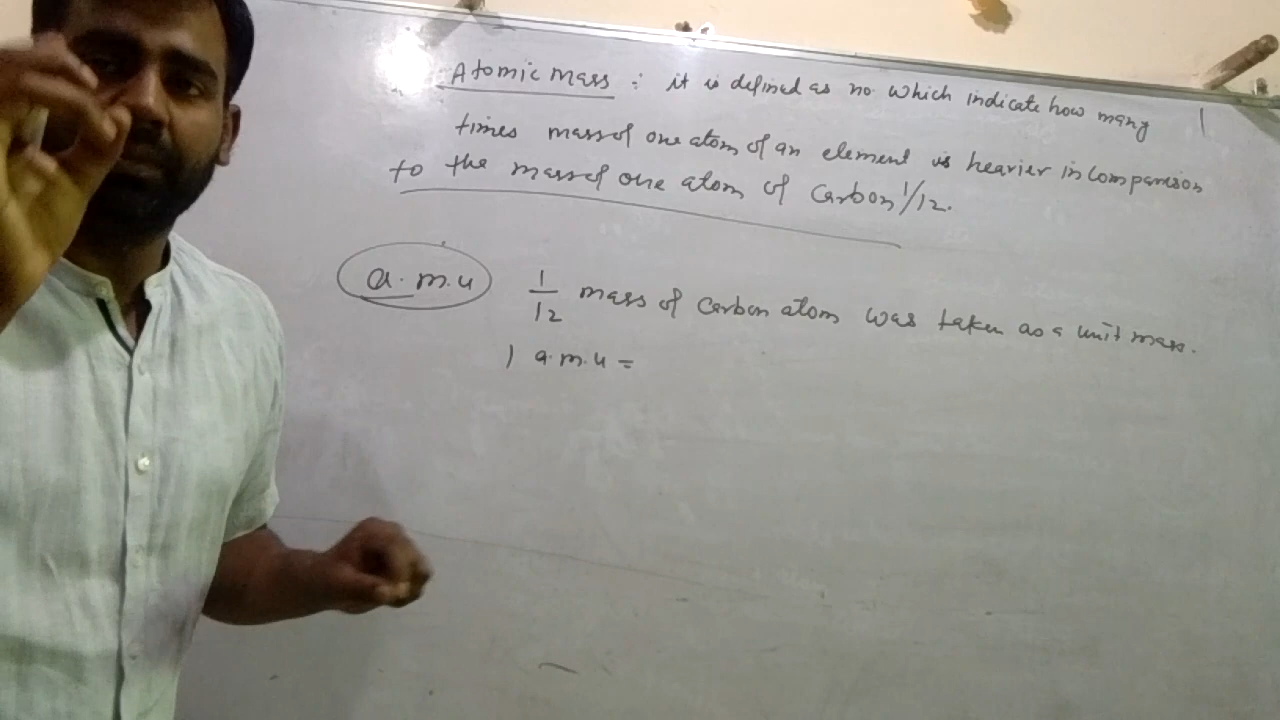 Atomic Mass : it is defined as no which indicate how many
times mass of one atom of an element is heavier in comparision
to the mass of one atom of Carbon 1/12.
a.m.u 1/12 mass of Carbon atom was taken as a unit mass.
1 a.m.u =